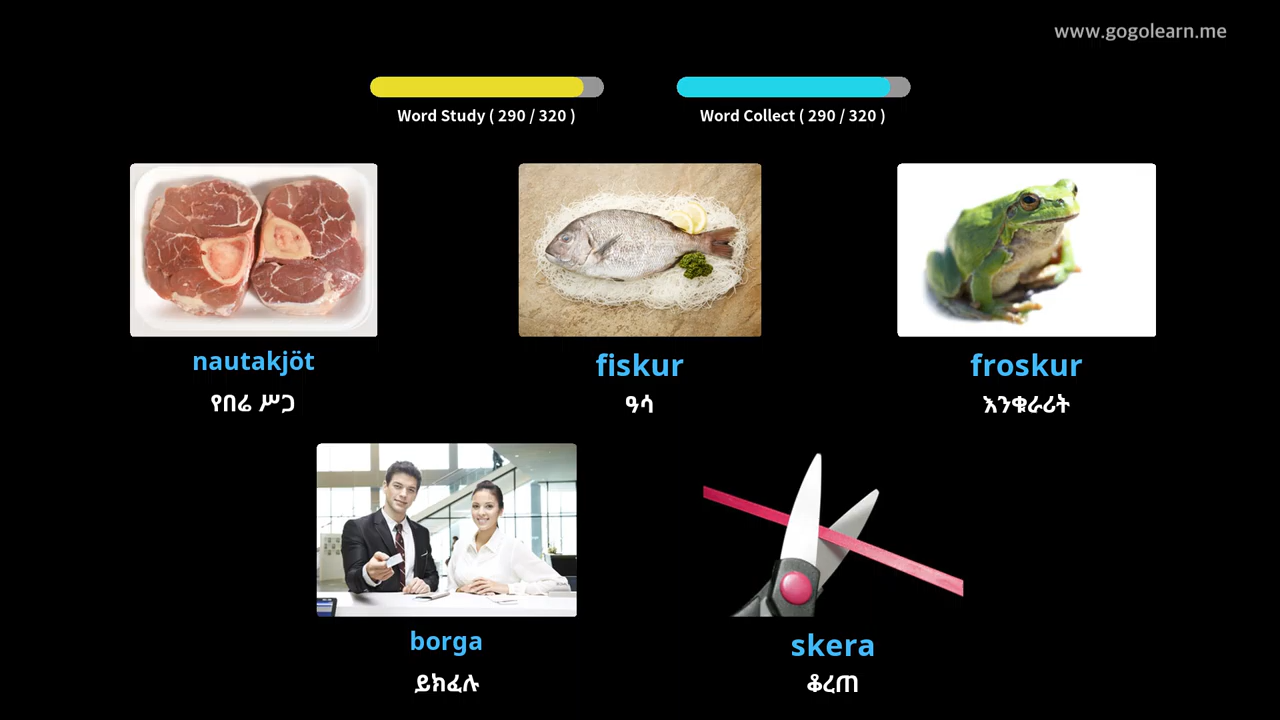 www.gogolearn.me
Word Study ( 290 / 320 )
Word Collect ( 290 / 320 )
nautakjöt
fiskur
froskur
የበሬ ሥጋ
ዓሳ
እንቁራሪት
borga
skera
ይክፈሉ
ቆረጠ